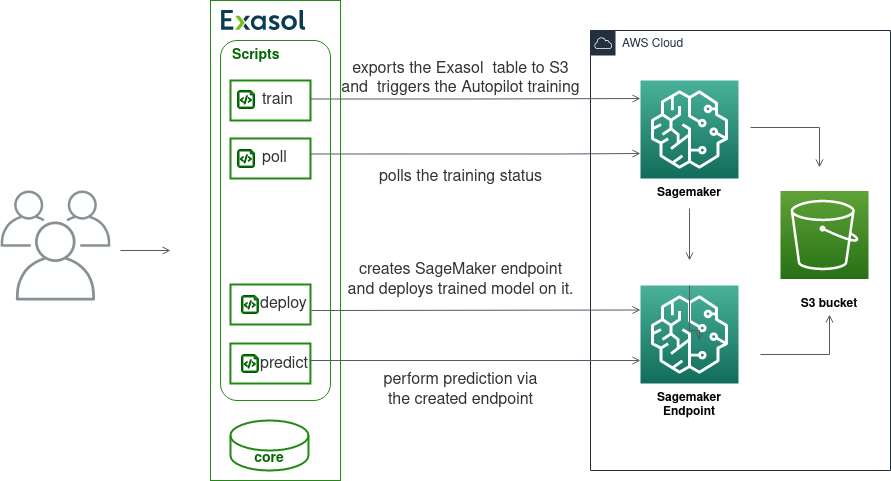 Exasol
Scripts
train
poll
deploy
predict
core
exports the Exasol table to S3
and triggers the Autopilot training
polls the training status
creates SageMaker endpoint
and deploys trained model on it.
perform prediction via
the created endpoint
AWS Cloud
Sagemaker
S3 bucket
Sagemaker
Endpoint